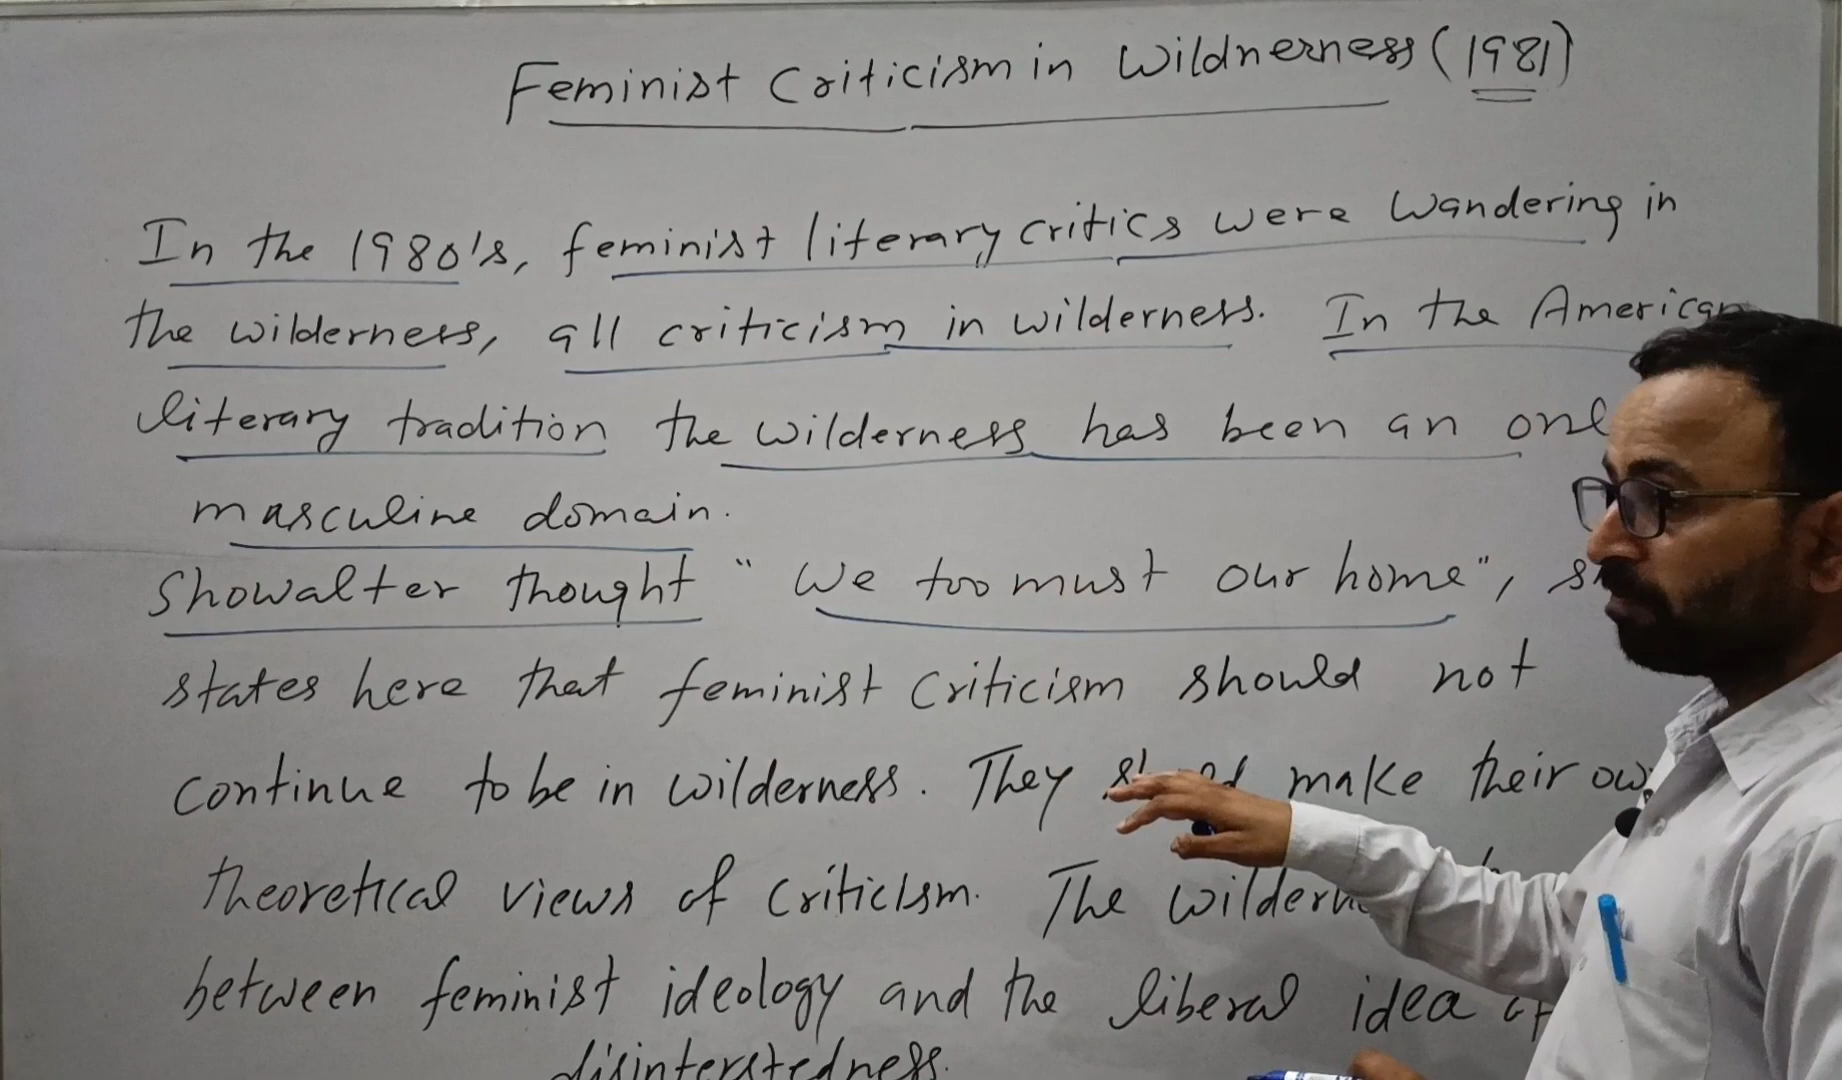 Feminist Criticism in Wildnerness (1981)
In the 1980's, feminist literary critics were wandering in
the wilderness, all criticism in wilderness. In the American
literary tradition the wilderness has been an
masculine domain.
Showalter thought " We too must our home",
states here that feminist criticism should not
continue to be in wilderness. They make their
theoretical views of criticism. The
between feminist ideology and the liberal idea of
disinterstedness.